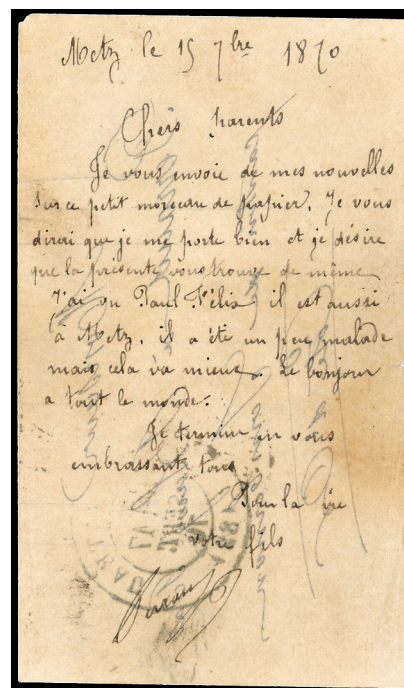 Metz le 15 7bre 1870
Chers parents
Je vous envoie de mes nouvelles
sur ce petit morceau de papier. Je vous
direi que je me porte bien et je désire
que la présente vous trouve de même
J'ai vu Paul Félix il est aussi
à Metz, il a été un peu malade
mais cela va mieux. Le bonjour
a tout le monde.
Je termine en vous
embrassant tous
Pour la vie
votre fils